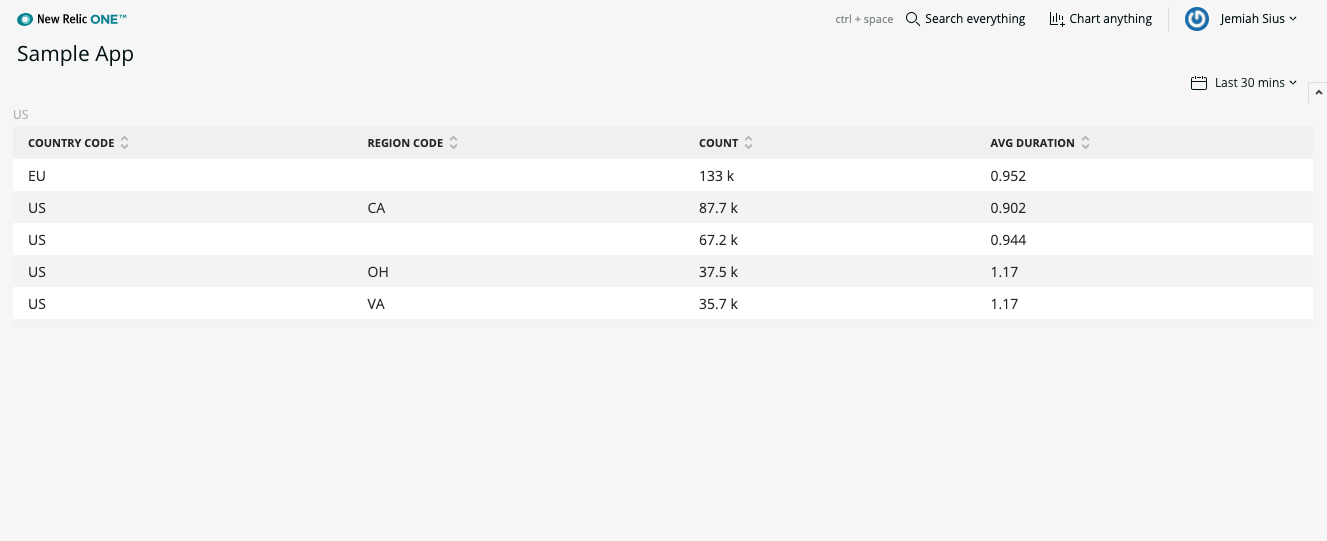 New Relic ONE™ ctrl + space Search everything Chart anything Jemiah Sius
Sample App
Last 30 mins
US
COUNTRY CODE REGION CODE COUNT AVG DURATION
EU 133 k 0.952
US CA 87.7 k 0.902
US 67.2 k 0.944
US OH 37.5 k 1.17
US VA 35.7 k 1.17